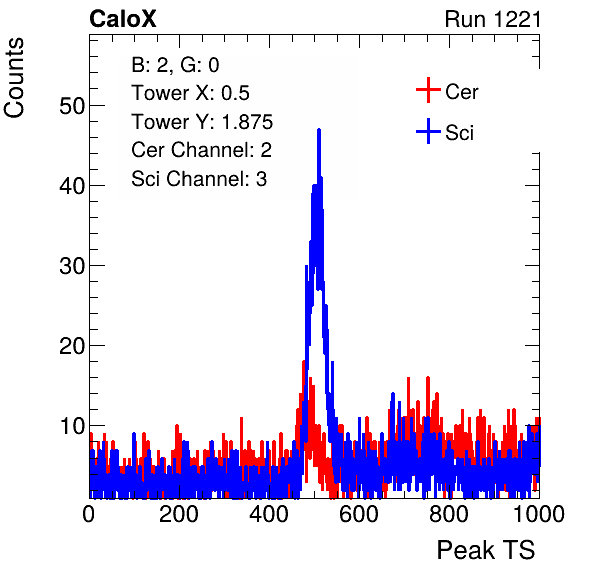 CaloX
Run 1221
Counts
B: 2, G: 0
Tower X: 0.5
Tower Y: 1.875
Cer Channel: 2
Sci Channel: 3
Cer
Sci
50
40
30
20
10
0 200 400 600 800 1000
Peak TS